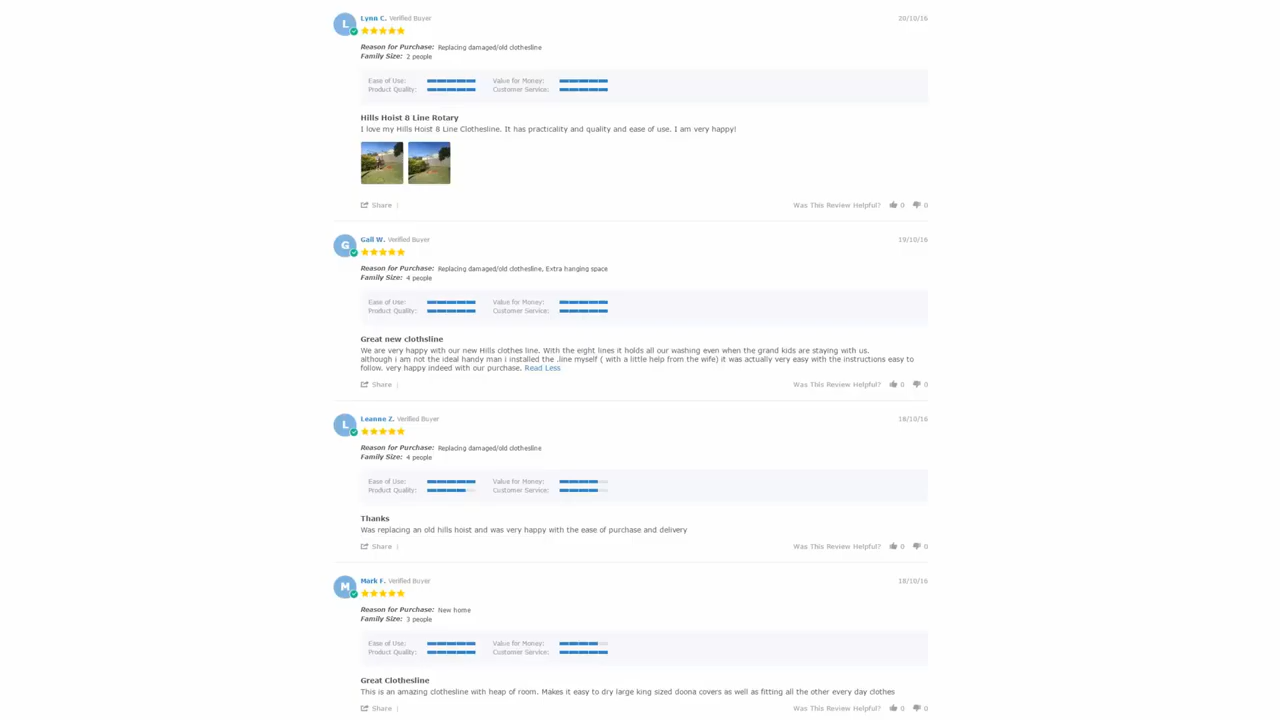 L
Lynn C. Verified Buyer
20/10/16
Reason for Purchase: Replacing damaged/old clothesline
Family Size: 2 people
Ease of Use: Value for Money:
Product Quality: Customer Service:
Hills Hoist 8 Line Rotary
I love my Hills Hoist 8 Line Clothesline. It has practicality and quality and ease of use. I am very happy!
Share | Was This Review Helpful? 0 0
G
Gail W. Verified Buyer
19/10/16
Reason for Purchase: Replacing damaged/old clothesline, Extra hanging space
Family Size: 4 people
Ease of Use: Value for Money:
Product Quality: Customer Service:
Great new clothsline
We are very happy with our new Hills clothes line. With the eight lines it holds all our washing even when the grand kids are staying with us.
although i am not the ideal handy man i installed the .line myself ( with a little help from the wife) it was actually very easy with the instructions easy to
follow. very happy indeed with our purchase. Read Less
Share | Was This Review Helpful? 0 0
L
Leanne Z. Verified Buyer
18/10/16
Reason for Purchase: Replacing damaged/old clothesline
Family Size: 4 people
Ease of Use: Value for Money:
Product Quality: Customer Service:
Thanks
Was replacing an old hills hoist and was very happy with the ease of purchase and delivery
Share | Was This Review Helpful? 0 0
M
Mark F. Verified Buyer
18/10/16
Reason for Purchase: New home
Family Size: 3 people
Ease of Use: Value for Money:
Product Quality: Customer Service:
Great Clothesline
This is an amazing clothesline with heap of room. Makes it easy to dry large king sized doona covers as well as fitting all the other every day clothes
Share | Was This Review Helpful? 0 0